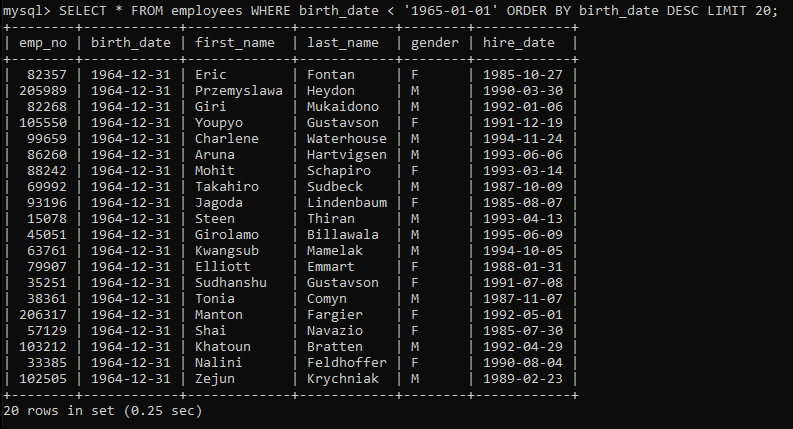 mysql> SELECT * FROM employees WHERE birth_date < '1965-01-01' ORDER BY birth_date DESC LIMIT 20;
+--------+------------+-------------+-------------+--------+------------+
| emp_no | birth_date | first_name  | last_name   | gender | hire_date  |
+--------+------------+-------------+-------------+--------+------------+
|  82357 | 1964-12-31 | Eric        | Fontan      | F      | 1985-10-27 |
| 205989 | 1964-12-31 | Przemyslawa | Heydon      | M      | 1990-03-30 |
|  82268 | 1964-12-31 | Giri        | Mukaidono   | M      | 1992-01-06 |
| 105550 | 1964-12-31 | Youpyo      | Gustavson   | F      | 1991-12-19 |
|  99659 | 1964-12-31 | Charlene    | Waterhouse  | M      | 1994-11-24 |
|  86260 | 1964-12-31 | Aruna       | Hartvigsen  | M      | 1993-06-06 |
|  88242 | 1964-12-31 | Mohit       | Schapiro    | F      | 1993-03-14 |
|  69992 | 1964-12-31 | Takahiro    | Sudbeck     | M      | 1987-10-09 |
|  93196 | 1964-12-31 | Jagoda      | Lindenbaum  | F      | 1985-08-07 |
|  15078 | 1964-12-31 | Steen       | Thiran      | M      | 1993-04-13 |
|  45051 | 1964-12-31 | Girolamo    | Billawala   | M      | 1995-06-09 |
|  63761 | 1964-12-31 | Kwangsub    | Mamelak     | M      | 1994-10-05 |
|  79907 | 1964-12-31 | Elliott     | Emmart      | F      | 1988-01-31 |
|  35251 | 1964-12-31 | Sudhanshu   | Gustavson   | F      | 1991-07-08 |
|  38361 | 1964-12-31 | Tonia       | Comyn       | M      | 1987-11-07 |
| 206317 | 1964-12-31 | Manton      | Fargier     | F      | 1992-05-01 |
|  57129 | 1964-12-31 | Shai        | Navazio     | F      | 1985-07-30 |
| 103212 | 1964-12-31 | Khatoun     | Bratten     | M      | 1992-04-29 |
|  33385 | 1964-12-31 | Nalini      | Feldhoffer  | F      | 1990-08-04 |
| 102505 | 1964-12-31 | Zejun       | Krychniak   | M      | 1989-02-23 |
+--------+------------+-------------+-------------+--------+------------+
20 rows in set (0.25 sec)